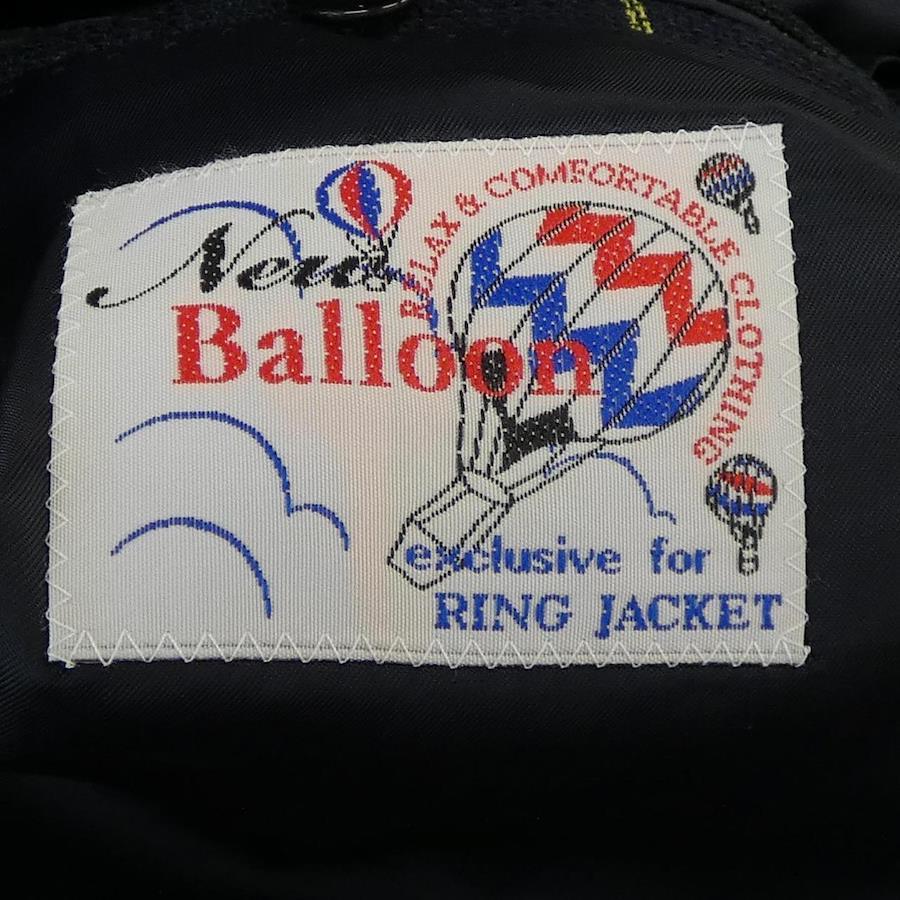 New
Balloon
RELAX & COMFORTABLE CLOTHING
exclusive for
RING JACKET